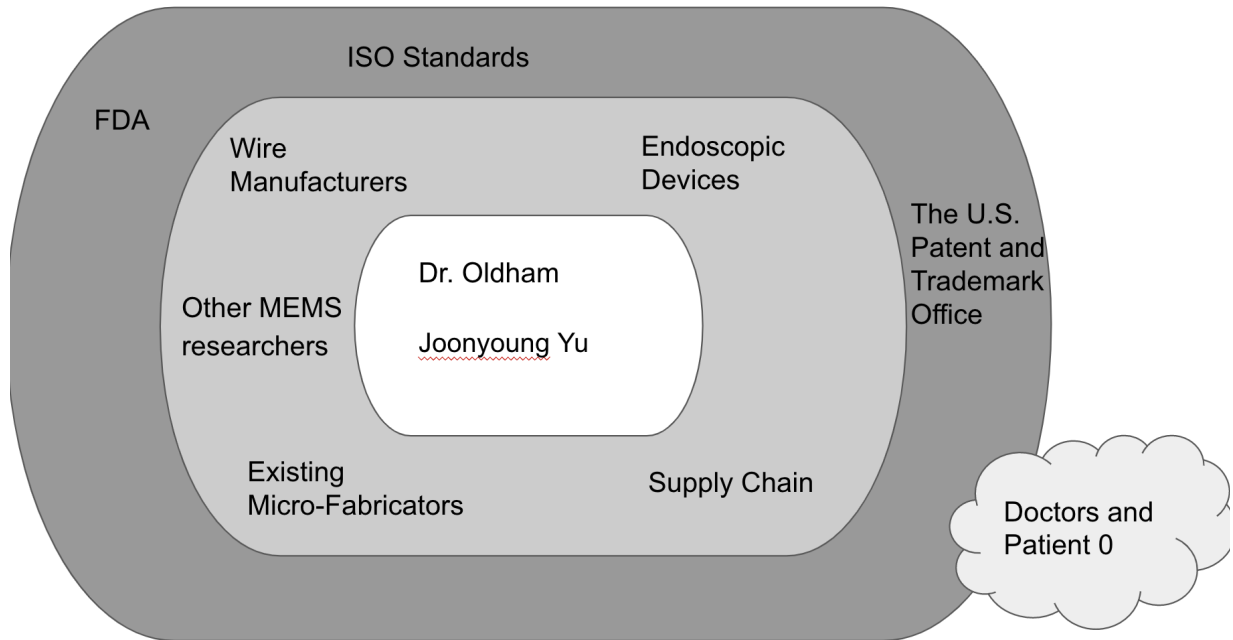 ISO Standards
FDA
Wire
Manufacturers
Endoscopic
Devices
The U.S.
Patent and
Trademark
Office
Dr. Oldham
Joonyoung Yu
Other MEMS
researchers
Existing
Micro-Fabricators
Supply Chain
Doctors and
Patient 0